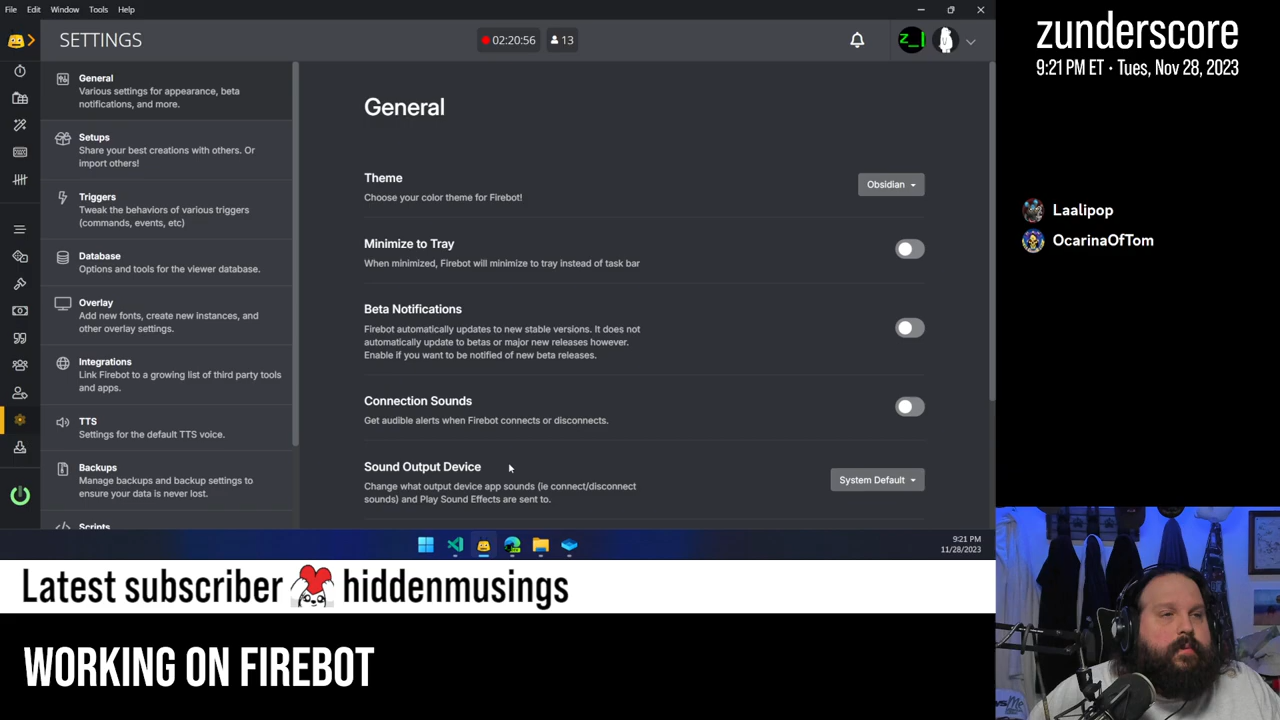 File Edit Window Tools Help
SETTINGS
02:20:56
13
z_
General
Various settings for appearance, beta
notifications, and more.
Setups
Share your best creations with others. Or
import others!
Triggers
Tweak the behaviors of various triggers
(commands, events, etc)
Database
Options and tools for the viewer database.
Overlay
Add new fonts, create new instances, and
other overlay settings.
Integrations
Link Firebot to a growing list of third party tools
and apps.
TTS
Settings for the default TTS voice.
Backups
Manage backups and backup settings to
ensure your data is never lost.
Scripts
General
Theme
Choose your color theme for Firebot!
Obsidian
Minimize to Tray
When minimized, Firebot will minimize to tray instead of task bar
Beta Notifications
Firebot automatically updates to new stable versions. It does not
automatically update to betas or major new releases however.
Enable if you want to be notified of new beta releases.
Connection Sounds
Get audible alerts when Firebot connects or disconnects.
Sound Output Device
Change what output device app sounds (ie connect/disconnect
sounds) and Play Sound Effects are sent to.
System Default
9:21 PM
11/28/2023
zunderscore
9:21 PM ET • Tues, Nov 28, 2023
Laalipop
OcarinaOfTom
Latest subscriber hiddenmusings
WORKING ON FIREBOT